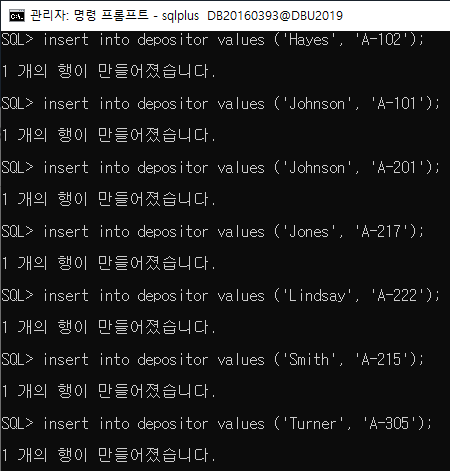 관리자: 명령 프롬프트 - sqlplus DB20160393@DBU2019
SQL> insert into depositor values ('Hayes', 'A-102');
1 개의 행이 만들어졌습니다.
SQL> insert into depositor values ('Johnson', 'A-101');
1 개의 행이 만들어졌습니다.
SQL> insert into depositor values ('Johnson', 'A-201');
1 개의 행이 만들어졌습니다.
SQL> insert into depositor values ('Jones', 'A-217');
1 개의 행이 만들어졌습니다.
SQL> insert into depositor values ('Lindsay', 'A-222');
1 개의 행이 만들어졌습니다.
SQL> insert into depositor values ('Smith', 'A-215');
1 개의 행이 만들어졌습니다.
SQL> insert into depositor values ('Turner', 'A-305');
1 개의 행이 만들어졌습니다.